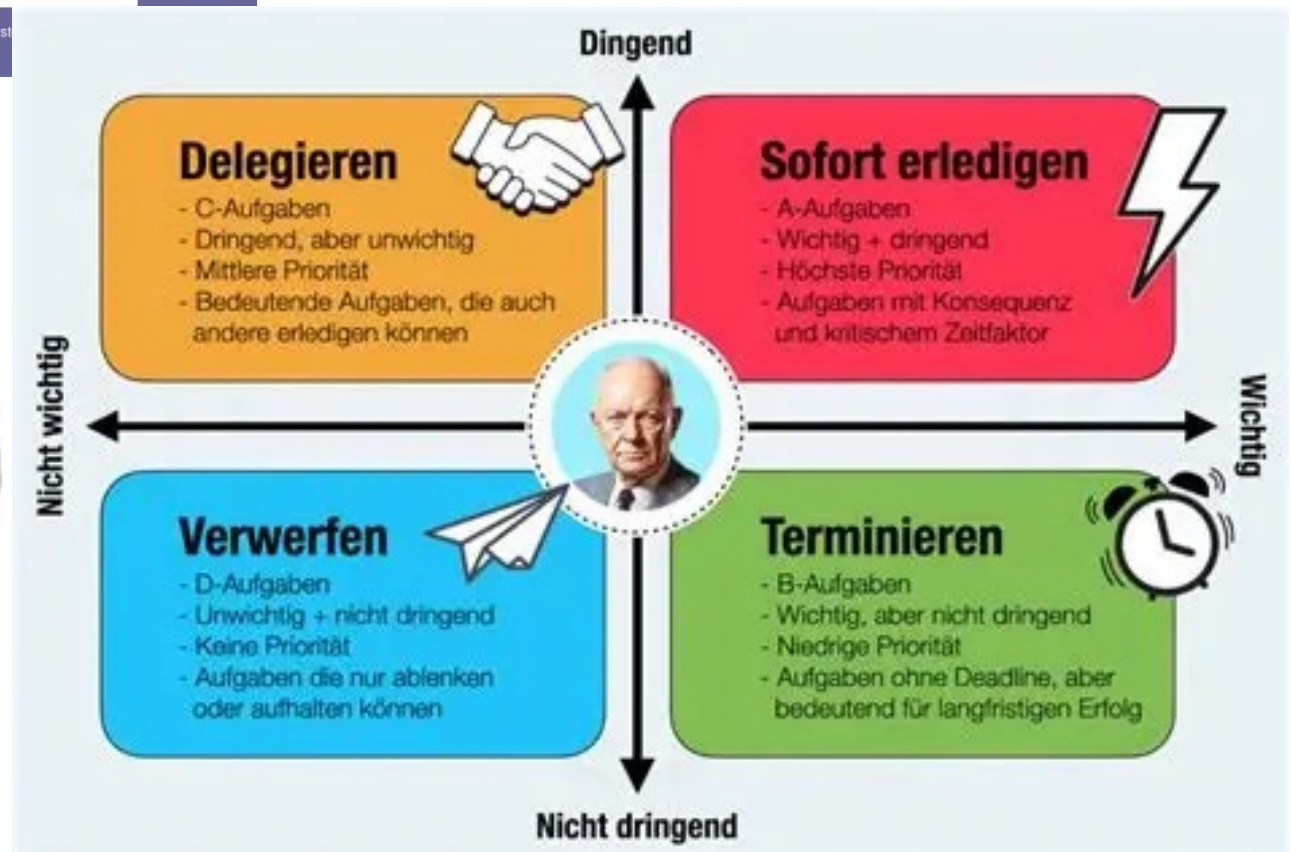 st
Dingend
Delegieren
- C-Aufgaben
- Dringend, aber unwichtig
- Mittlere Priorität
- Bedeutende Aufgaben, die auch
andere erledigen können
Sofort erledigen
- A-Aufgaben
- Wichtig + dringend
- Höchste Priorität
- Aufgaben mit Konsequenz
und kritischem Zeitfaktor
Nicht wichtig
Wichtig
Verwerfen
- D-Aufgaben
- Unwichtig + nicht dringend
- Keine Priorität
- Aufgaben die nur ablenken
oder aufhalten können
Terminieren
- B-Aufgaben
- Wichtig, aber nicht dringend
- Niedrige Priorität
- Aufgaben ohne Deadline, aber
bedeutend für langfristigen Erfolg
Nicht dringend